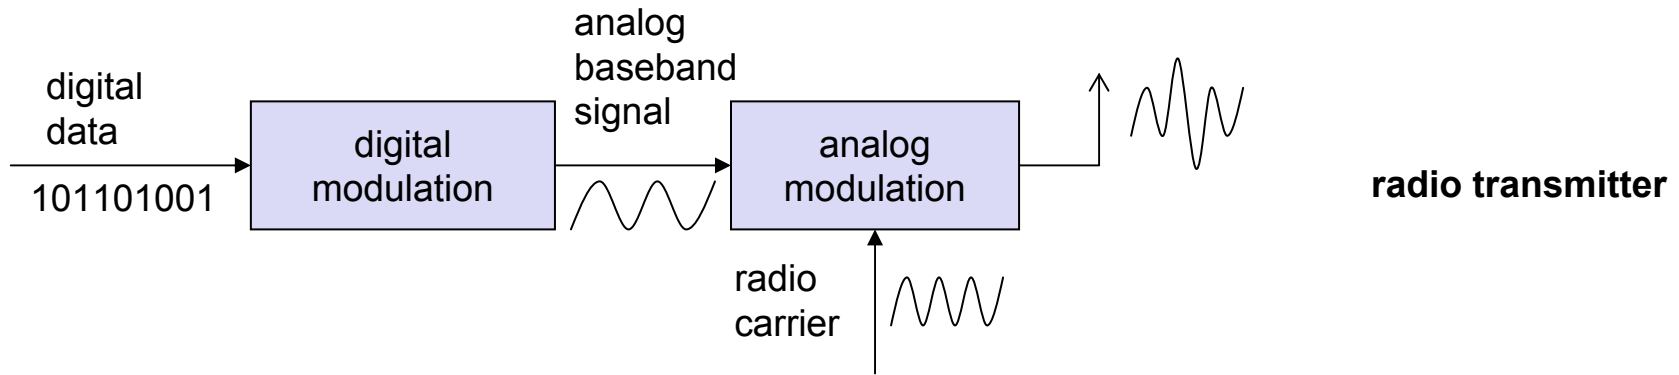 analog
baseband
signal
digital
data
101101001
digital
modulation
analog
modulation
radio
carrier
radio transmitter